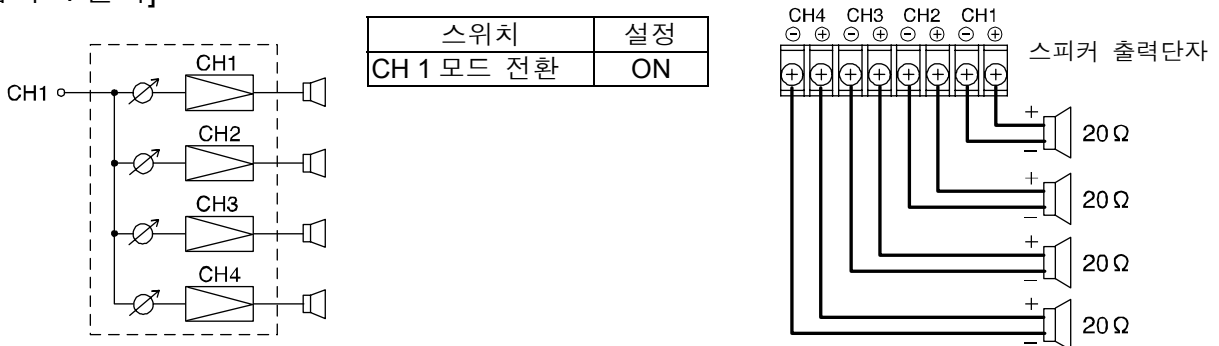 CH1
CH1
CH2
CH3
CH4
스위치 설정
CH 1 모드 전환 ON
CH4 CH3 CH2 CH1
⊖ ⊕ ⊖ ⊕ ⊖ ⊕ ⊖ ⊕
스피커 출력단자
+
−
20 Ω
+
−
20 Ω
+
−
20 Ω
+
−
20 Ω